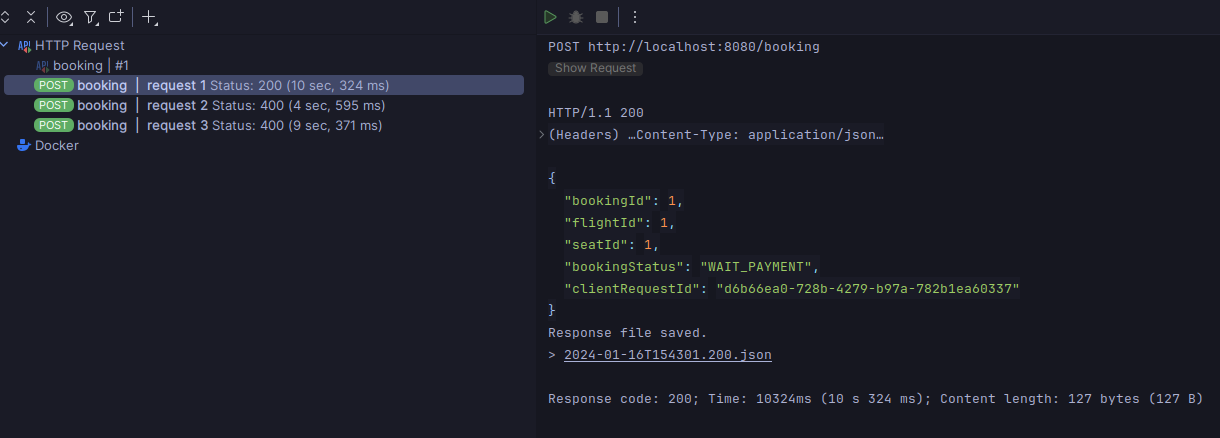 HTTP Request
booking | #1
POST booking | request 1 Status: 200 (10 sec, 324 ms)
POST booking | request 2 Status: 400 (4 sec, 595 ms)
POST booking | request 3 Status: 400 (9 sec, 371 ms)
Docker
POST http://localhost:8080/booking
Show Request
HTTP/1.1 200
(Headers) …Content-Type: application/json…
{
"bookingId": 1,
"flightId": 1,
"seatId": 1,
"bookingStatus": "WAIT_PAYMENT",
"clientRequestId": "d6b66ea0-728b-4279-b97a-782b1ea60337"
}
Response file saved.
> 2024-01-16T154301.200.json
Response code: 200; Time: 10324ms (10 s 324 ms); Content length: 127 bytes (127 B)